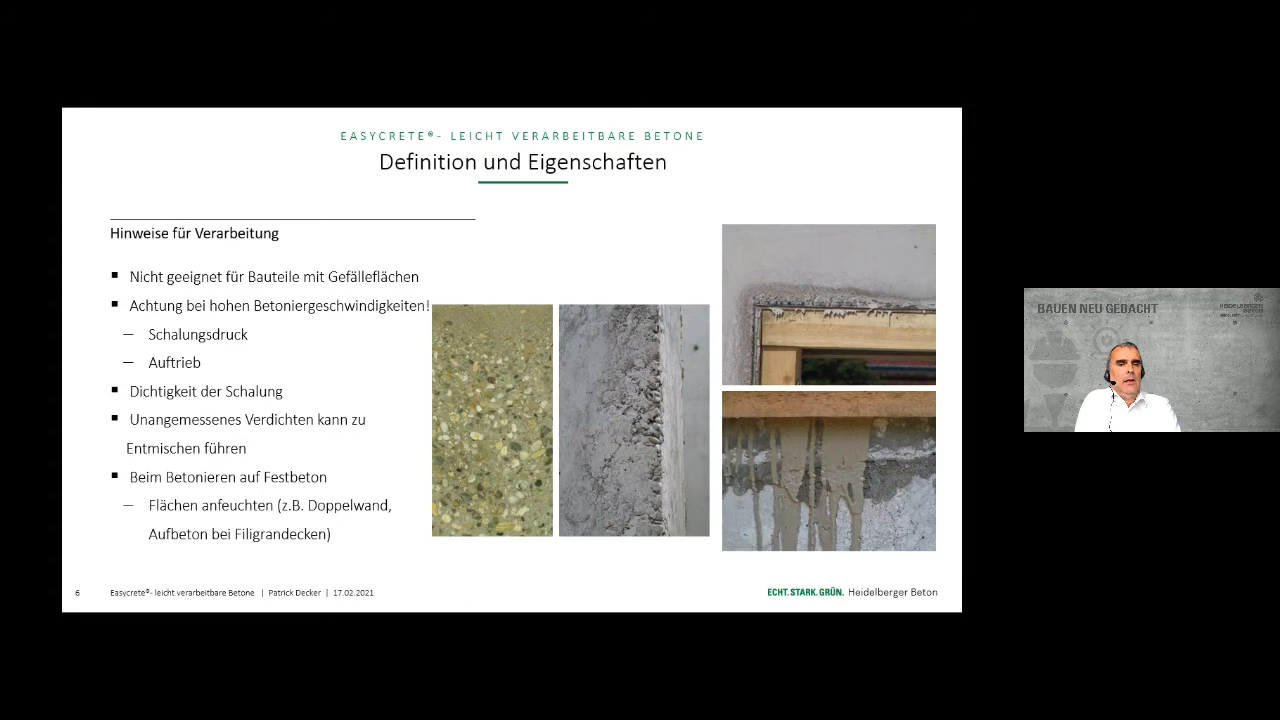 EASYCRETE®- LEICHT VERARBEITBARE BETONE
Definition und Eigenschaften
Hinweise für Verarbeitung
▪ Nicht geeignet für Bauteile mit Gefälleflächen
▪ Achtung bei hohen Betoniergeschwindigkeiten!
– Schalungsdruck
– Auftrieb
▪ Dichtigkeit der Schalung
▪ Unangemessenes Verdichten kann zu
Entmischen führen
▪ Beim Betonieren auf Festbeton
– Flächen anfeuchten (z.B. Doppelwand,
Aufbeton bei Filigrandecken)
6 Easycrete®- leicht verarbeitbare Betone | Patrick Decker | 17.02.2021
ECHT. STARK. GRÜN. Heidelberger Beton
BAUEN NEU GEDACHT
HEIDELBERGER
BETON